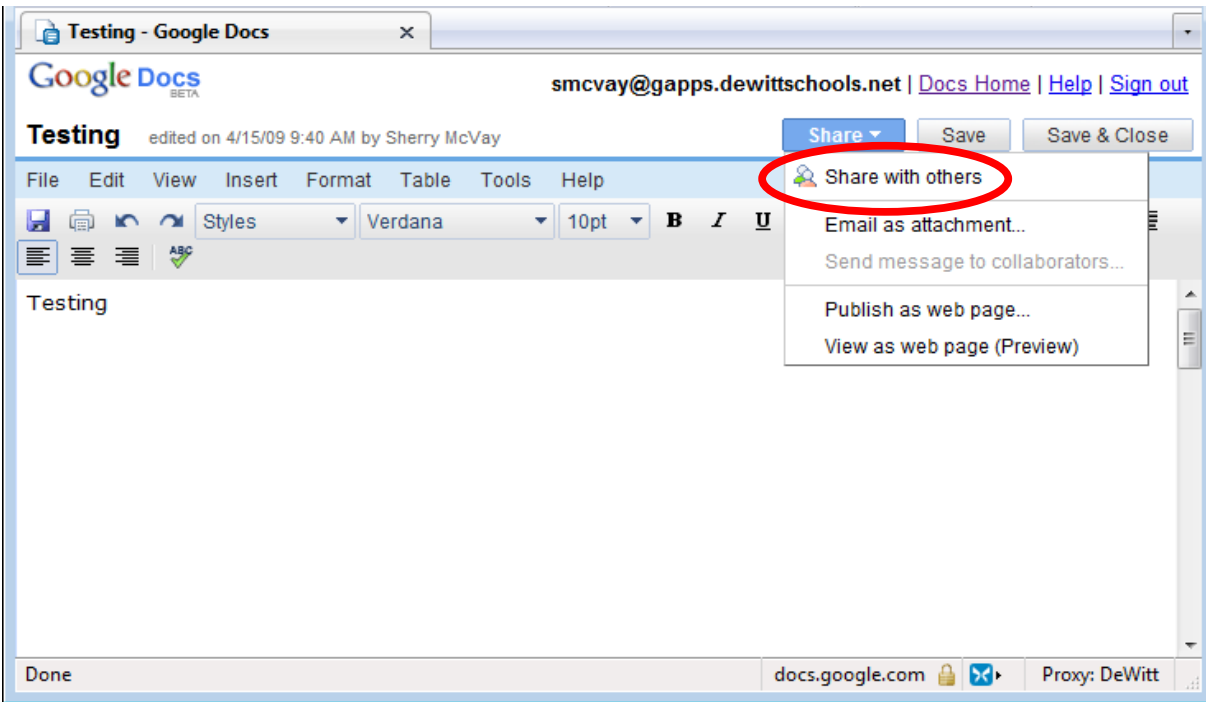 Testing - Google Docs
Google Docs
BETA
smcvay@gapps.dewittschools.net | Docs Home | Help | Sign out
Testing edited on 4/15/09 9:40 AM by Sherry McVay
Share Save Save & Close
File Edit View Insert Format Table Tools Help
Share with others
Styles Verdana 10pt B I U
Email as attachment...
ABC
Send message to collaborators...
Testing
Publish as web page...
View as web page (Preview)
Done docs.google.com Proxy: DeWitt